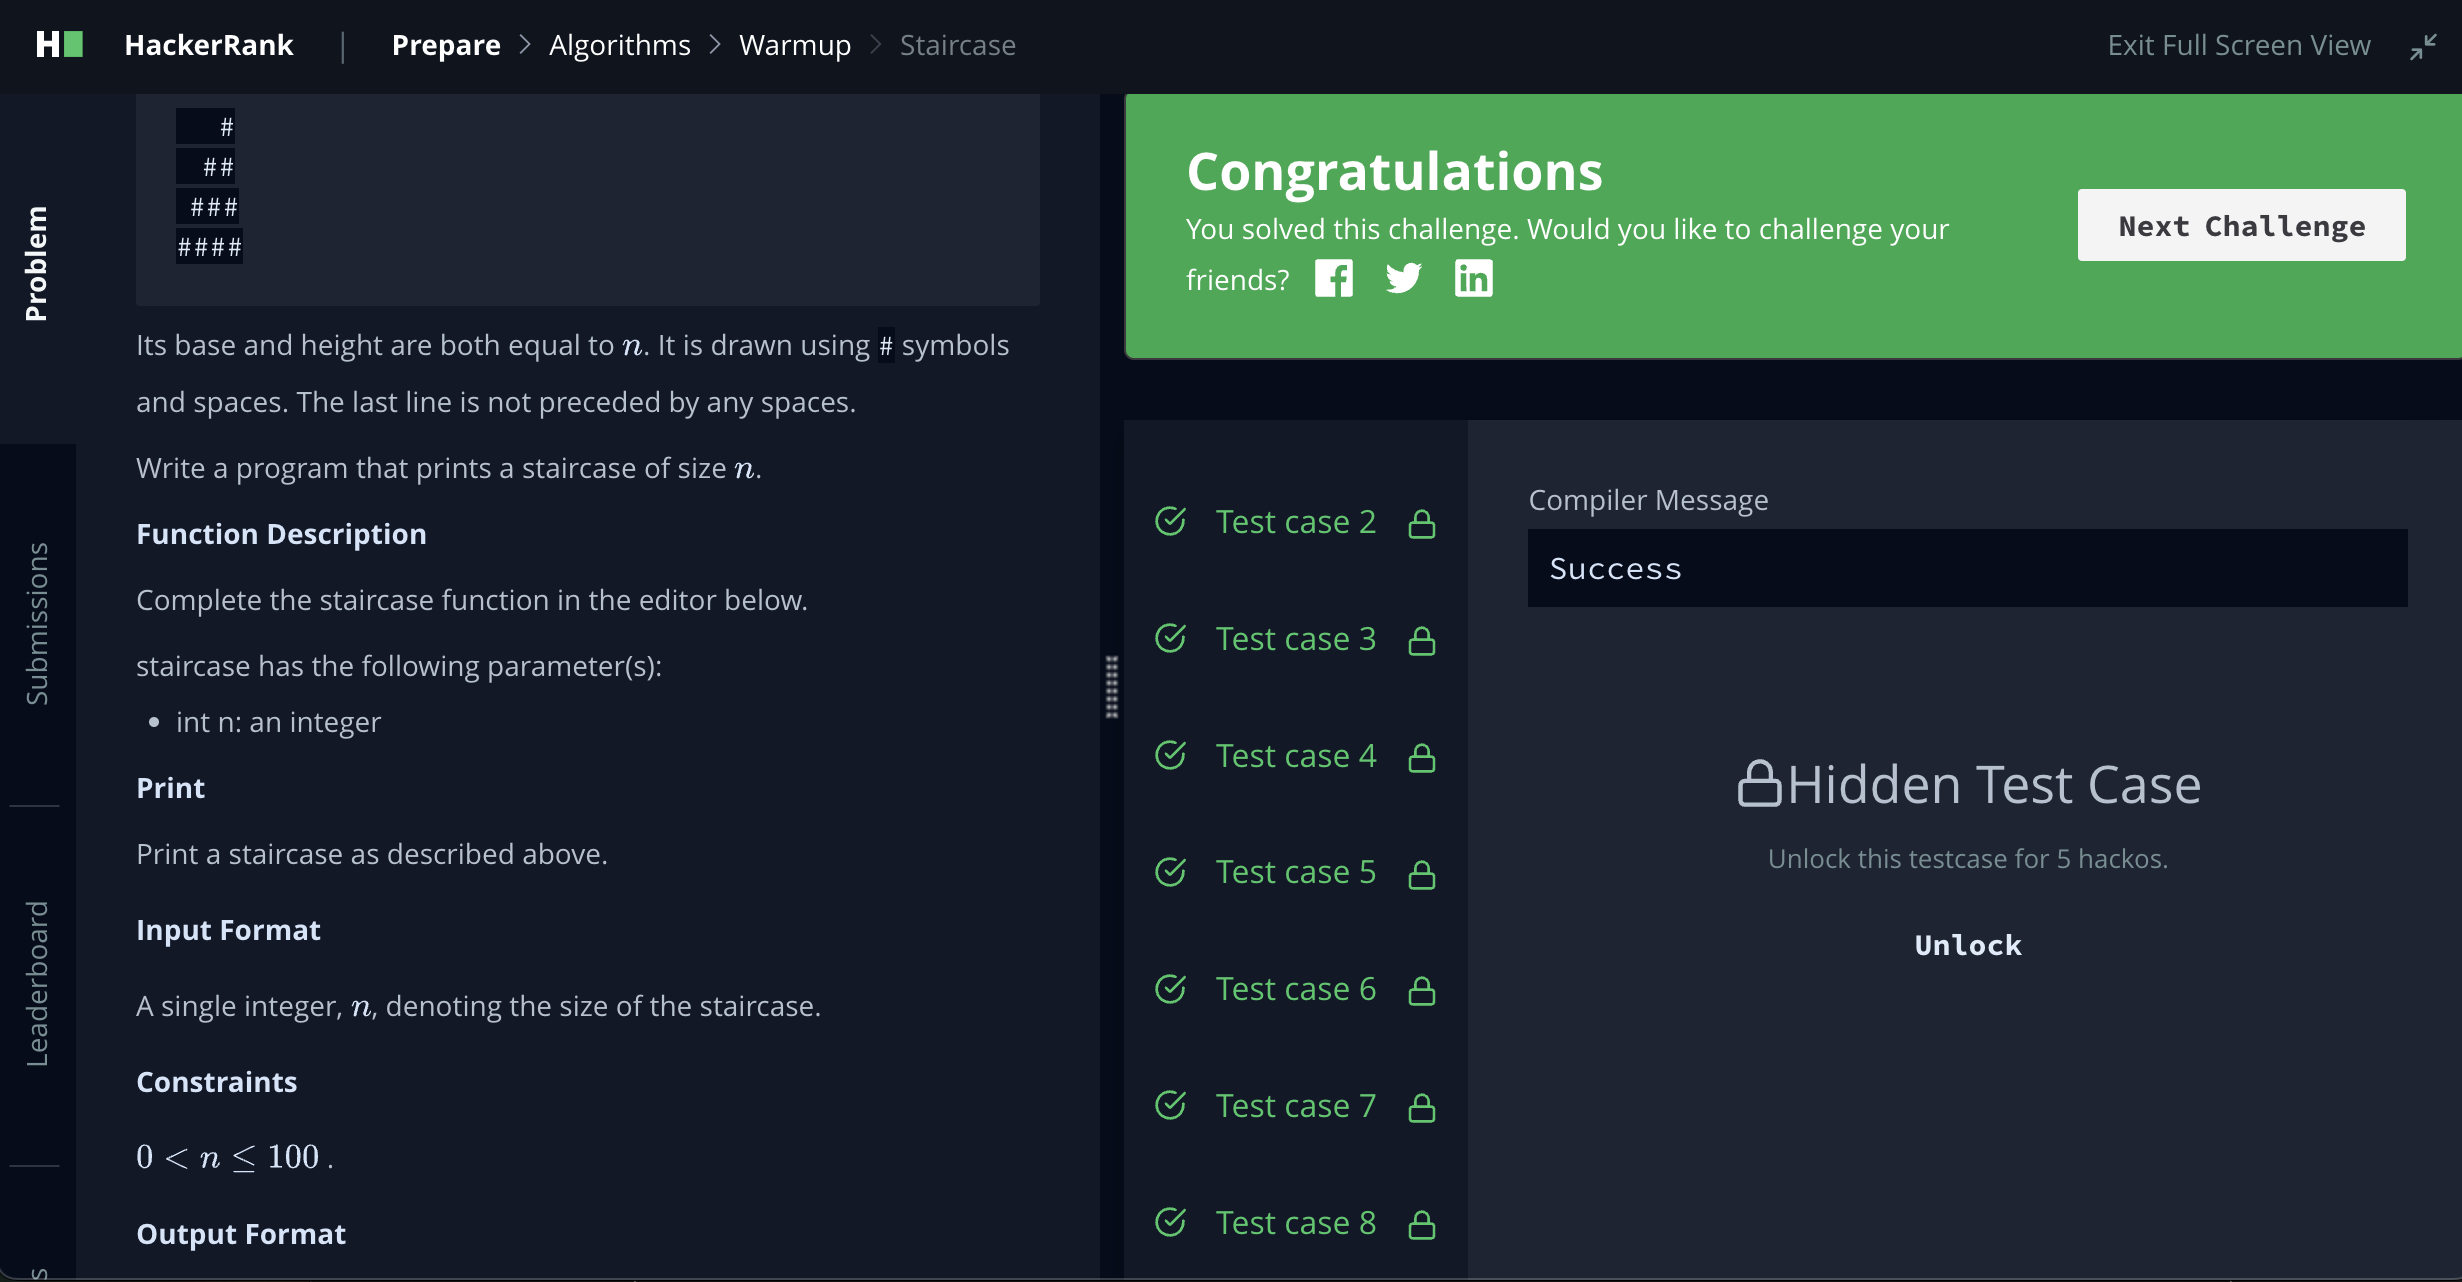 HackerRank | Prepare > Algorithms > Warmup > Staircase
Exit Full Screen View
Problem
Submissions
Leaderboard
   #
  ##
 ###
####
Its base and height are both equal to n. It is drawn using # symbols
and spaces. The last line is not preceded by any spaces.
Write a program that prints a staircase of size n.
Function Description
Complete the staircase function in the editor below.
staircase has the following parameter(s):
• int n: an integer
Print
Print a staircase as described above.
Input Format
A single integer, n, denoting the size of the staircase.
Constraints
0 < n ≤ 100 .
Output Format
Congratulations
You solved this challenge. Would you like to challenge your
friends?
Next Challenge
Test case 2
Test case 3
Test case 4
Test case 5
Test case 6
Test case 7
Test case 8
Compiler Message
Success
Hidden Test Case
Unlock this testcase for 5 hackos.
Unlock